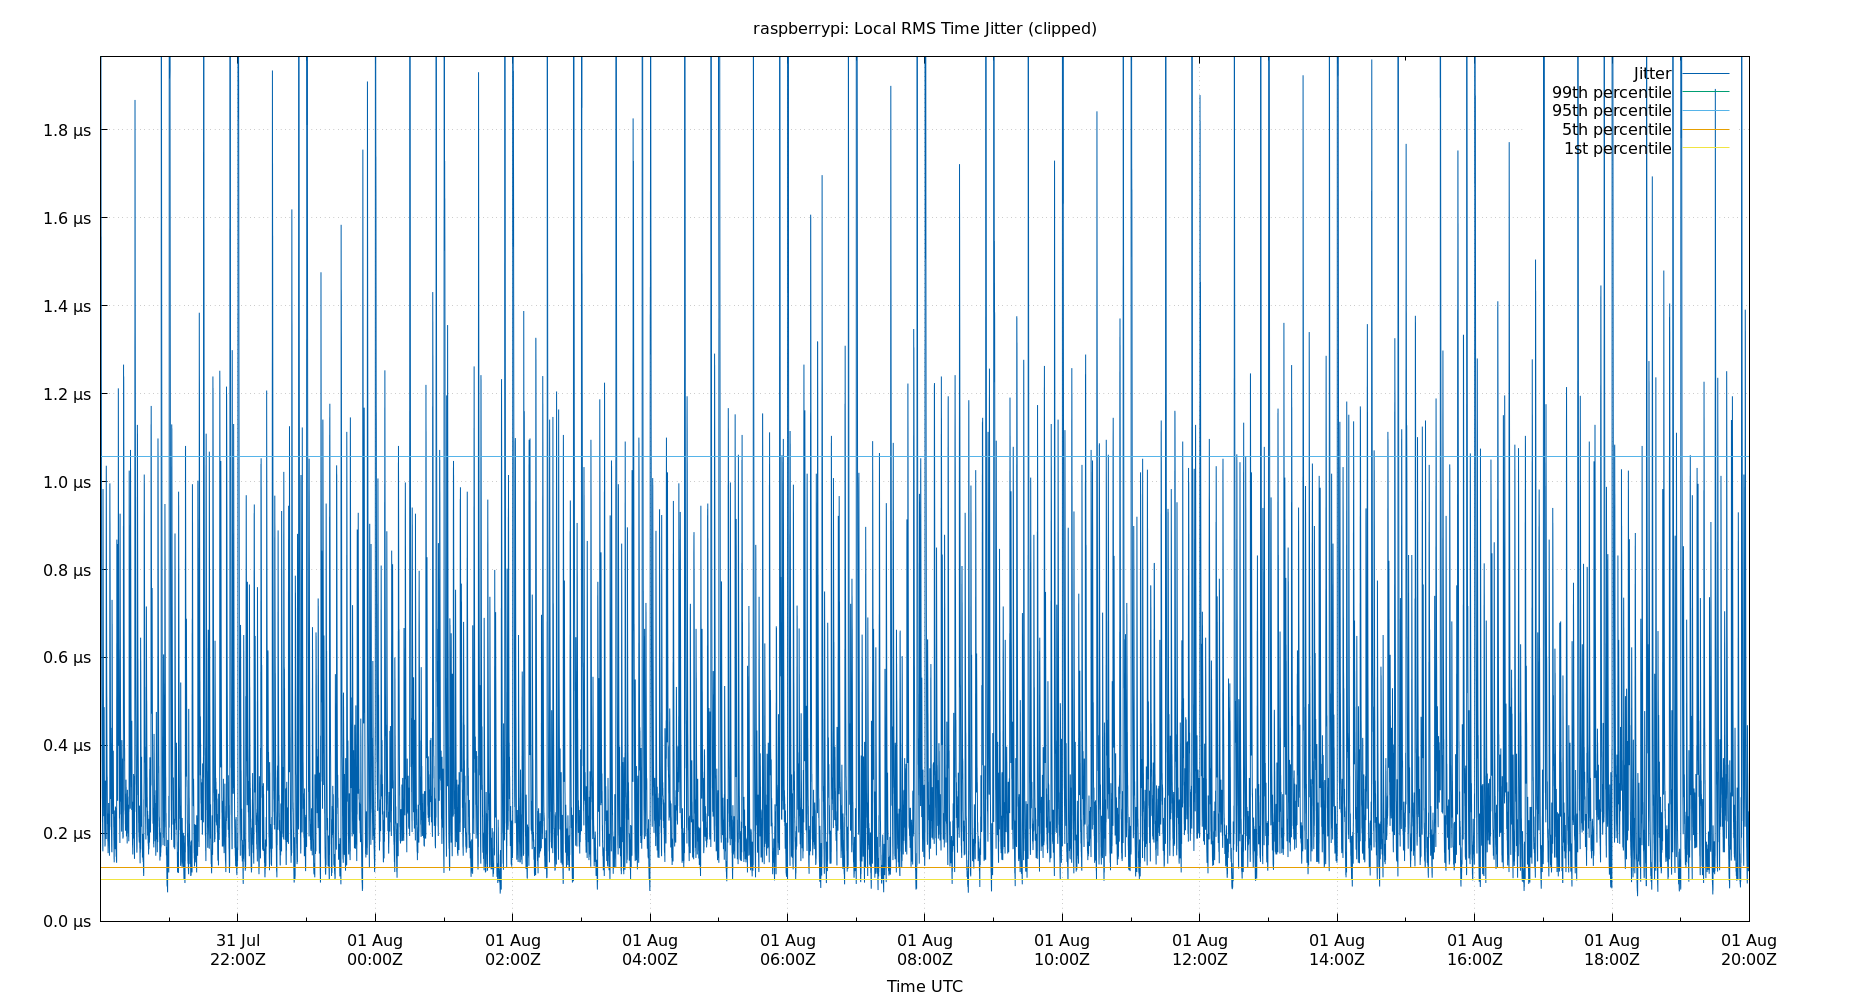 raspberrypi: Local RMS Time Jitter (clipped)
Jitter
99th percentile
95th percentile
5th percentile
1st percentile
1.8 µs
1.6 µs
1.4 µs
1.2 µs
1.0 µs
0.8 µs
0.6 µs
0.4 µs
0.2 µs
0.0 µs
31 Jul 01 Aug 01 Aug 01 Aug 01 Aug 01 Aug 01 Aug 01 Aug 01 Aug 01 Aug 01 Aug 01 Aug
22:00Z 00:00Z 02:00Z 04:00Z 06:00Z 08:00Z 10:00Z 12:00Z 14:00Z 16:00Z 18:00Z 20:00Z
Time UTC